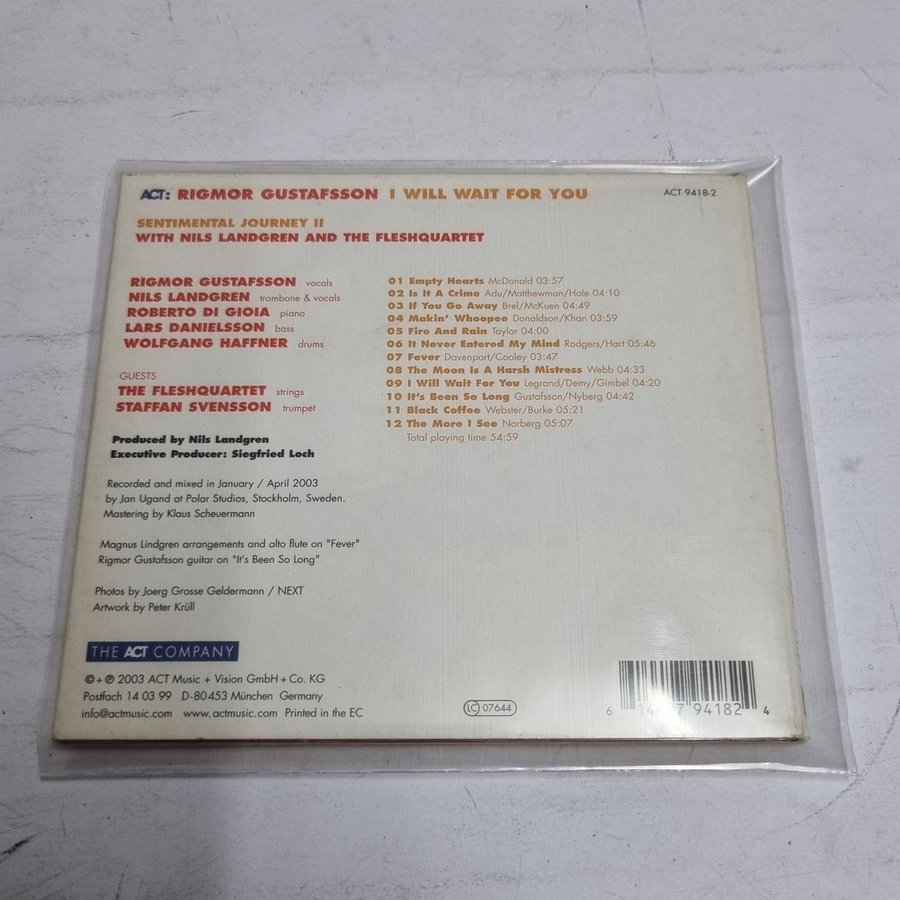 ACT: RIGMOR GUSTAFSSON I WILL WAIT FOR YOU
ACT 9418-2
SENTIMENTAL JOURNEY II
WITH NILS LANDGREN AND THE FLESHQUARTET
RIGMOR GUSTAFSSON vocals
NILS LANDGREN trombone & vocals
ROBERTO DI GIOIA piano
LARS DANIELSSON bass
WOLFGANG HAFFNER drums
GUESTS
THE FLESHQUARTET strings
STAFFAN SVENSSON trumpet
Produced by Nils Landgren
Executive Producer: Siegfried Loch
Recorded and mixed in January / April 2003
by Jan Ugand at Polar Studios, Stockholm, Sweden.
Mastering by Klaus Scheuermann
Magnus Lindgren arrangements and alto flute on "Fever"
Rigmor Gustafsson guitar on "It's Been So Long"
Photos by Joerg Grosse Geldermann / NEXT
Artwork by Peter Krüll
01 Empty Hearts McDonald 03:57
02 Is It A Crime Adu/Matthewman/Hale 04:10
03 If You Go Away Brel/McKuen 04:49
04 Makin' Whoopee Donaldson/Khan 03:59
05 Fire And Rain Taylor 04:00
06 It Never Entered My Mind Rodgers/Hart 05:46
07 Fever Davenport/Cooley 03:47
08 The Moon Is A Harsh Mistress Webb 04:33
09 I Will Wait For You Legrand/Demy/Gimbel 04:20
10 It's Been So Long Gustafsson/Nyberg 04:42
11 Black Coffee Webster/Burke 05:21
12 The More I See Norberg 05:07
Total playing time 54:59
THE ACT COMPANY
© + ℗ 2003 ACT Music + Vision GmbH + Co. KG
Postfach 14 03 99 D-80453 München Germany
info@actmusic.com www.actmusic.com Printed in the EC
LC 07644
6 94182 4